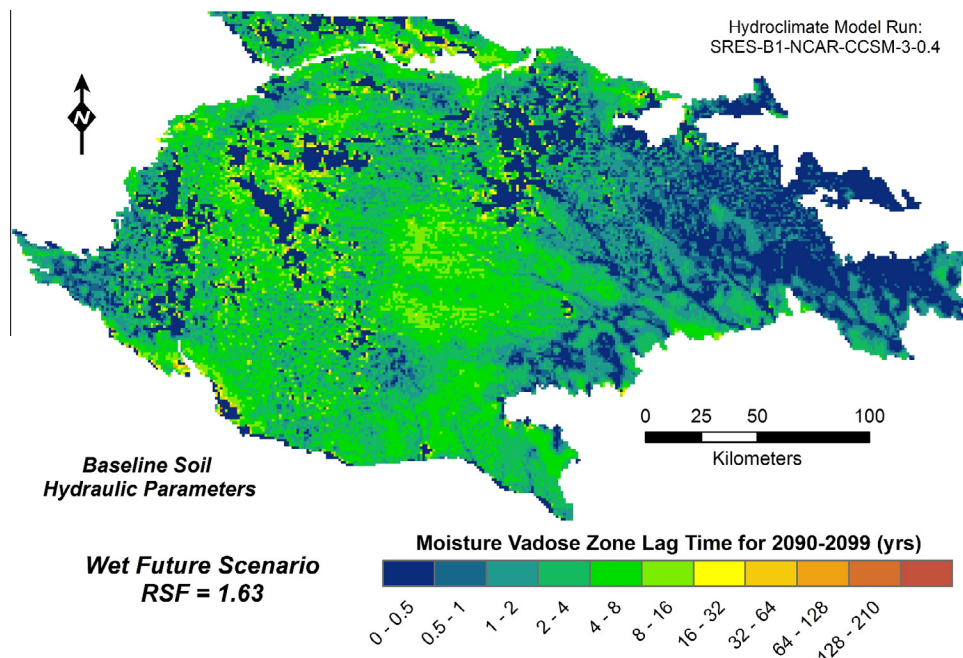 Hydroclimate Model Run:
SRES-B1-NCAR-CCSM-3-0.4
N
0 25 50 100
Kilometers
Baseline Soil
Hydraulic Parameters
Wet Future Scenario
RSF = 1.63
Moisture Vadose Zone Lag Time for 2090-2099 (yrs)
0 - 0.5
0.5 - 1
1 - 2
2 - 4
4 - 8
8 - 16
16 - 32
32 - 64
64 - 128
128 - 210